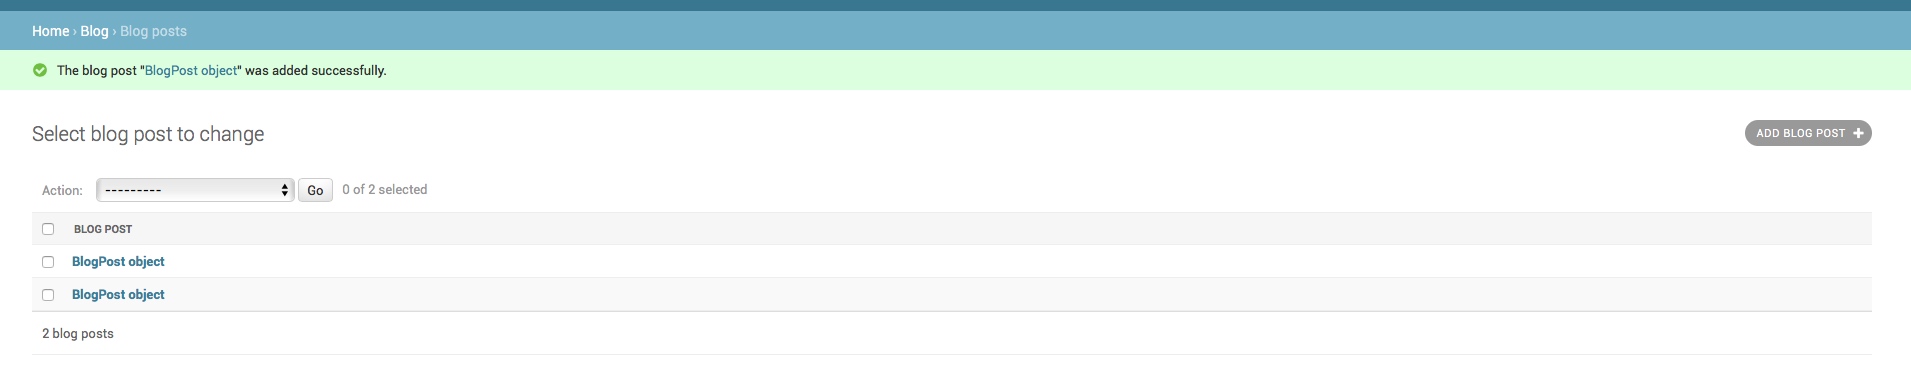 Home › Blog › Blog posts
The blog post "BlogPost object" was added successfully.
Select blog post to change
ADD BLOG POST +
Action: --------- Go 0 of 2 selected
BLOG POST
BlogPost object
BlogPost object
2 blog posts